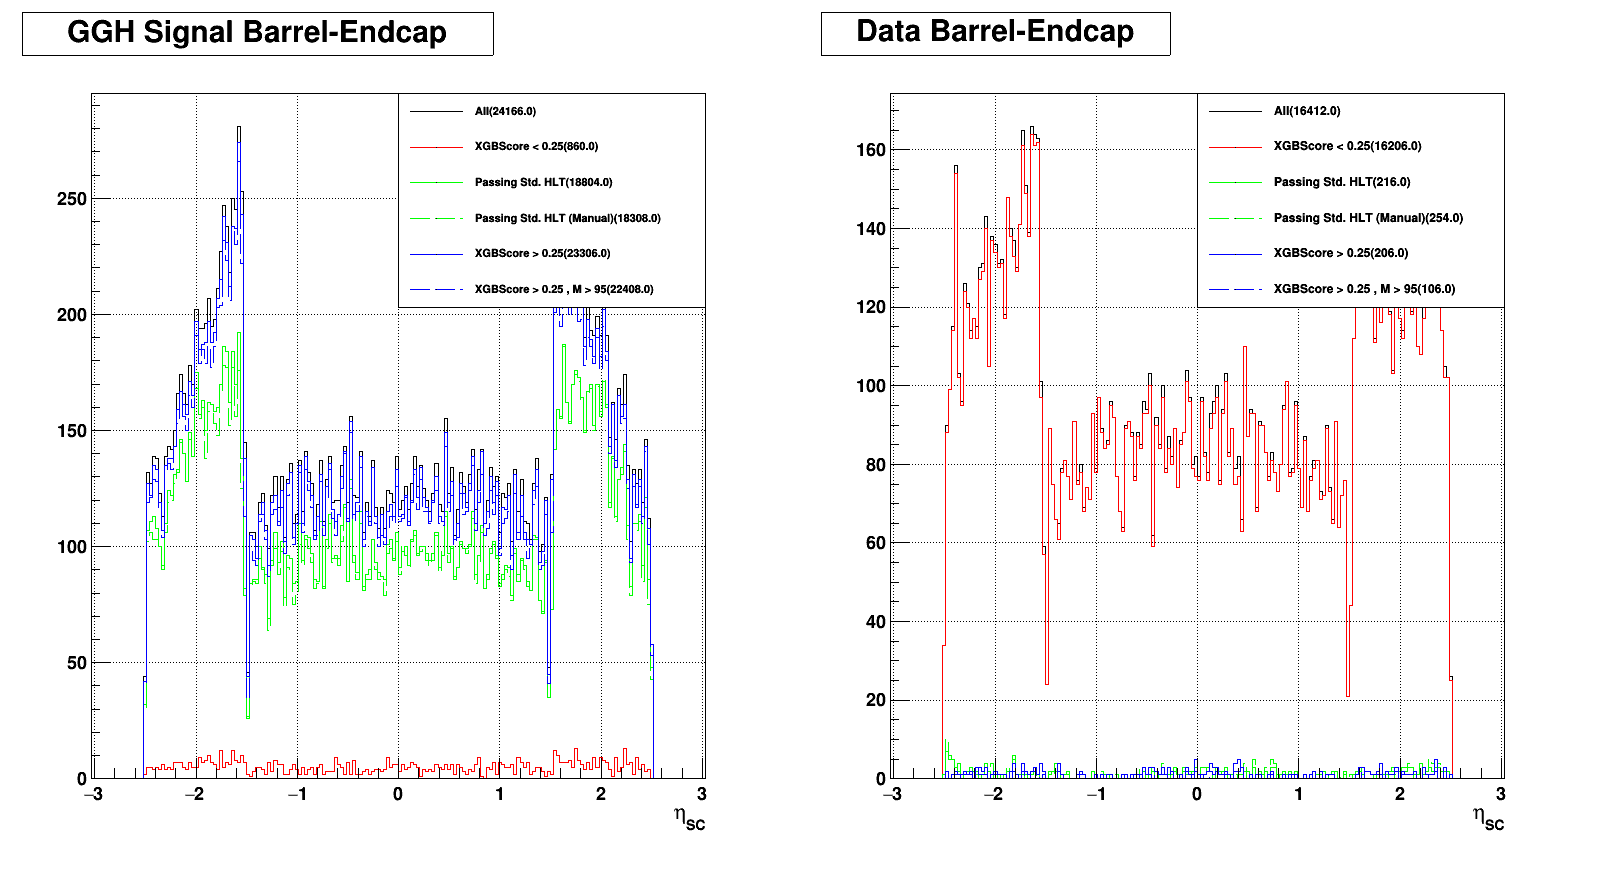 GGH Signal Barrel-Endcap
All(24166.0)
XGBScore < 0.25(860.0)
Passing Std. HLT(18804.0)
Passing Std. HLT (Manual)(18308.0)
XGBScore > 0.25(23306.0)
XGBScore > 0.25 , M > 95(22408.0)
250
200
150
100
50
0
−3 −2 −1 0 1 2 3
ηSC
Data Barrel-Endcap
All(16412.0)
XGBScore < 0.25(16206.0)
Passing Std. HLT(216.0)
Passing Std. HLT (Manual)(254.0)
XGBScore > 0.25(206.0)
XGBScore > 0.25 , M > 95(106.0)
160
140
120
100
80
60
40
20
0
−3 −2 −1 0 1 2 3
ηSC